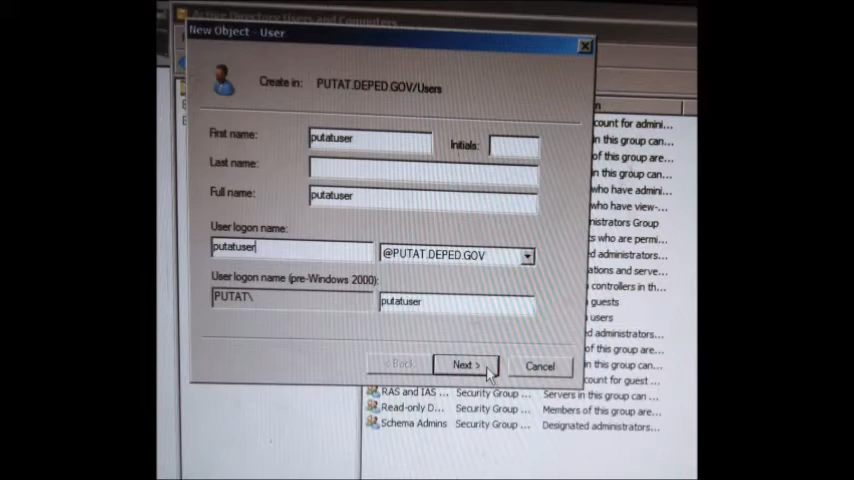 Active Directory Users and Computers
New Object - User
Create in: PUTAT.DEPED.GOV/Users
First name: putatuser Initials:
Last name:
Full name: putatuser
User logon name:
putatuser @PUTAT.DEPED.GOV
User logon name (pre-Windows 2000):
PUTAT\ putatuser
< Back Next > Cancel
count for admini...
in this group can...
of this group are...
in this group can...
who have admini...
who have view-...
nistrators Group
s who are permi...
ed administrators...
ations and serve...
controllers in th...
guests
users
ed administrators...
of this group are...
in this group can...
count for guest ...
RAS and IAS ... Security Group ... Servers in this group can ...
Read-only D... Security Group ... Members of this group are...
Schema Admins Security Group ... Designated administrators...